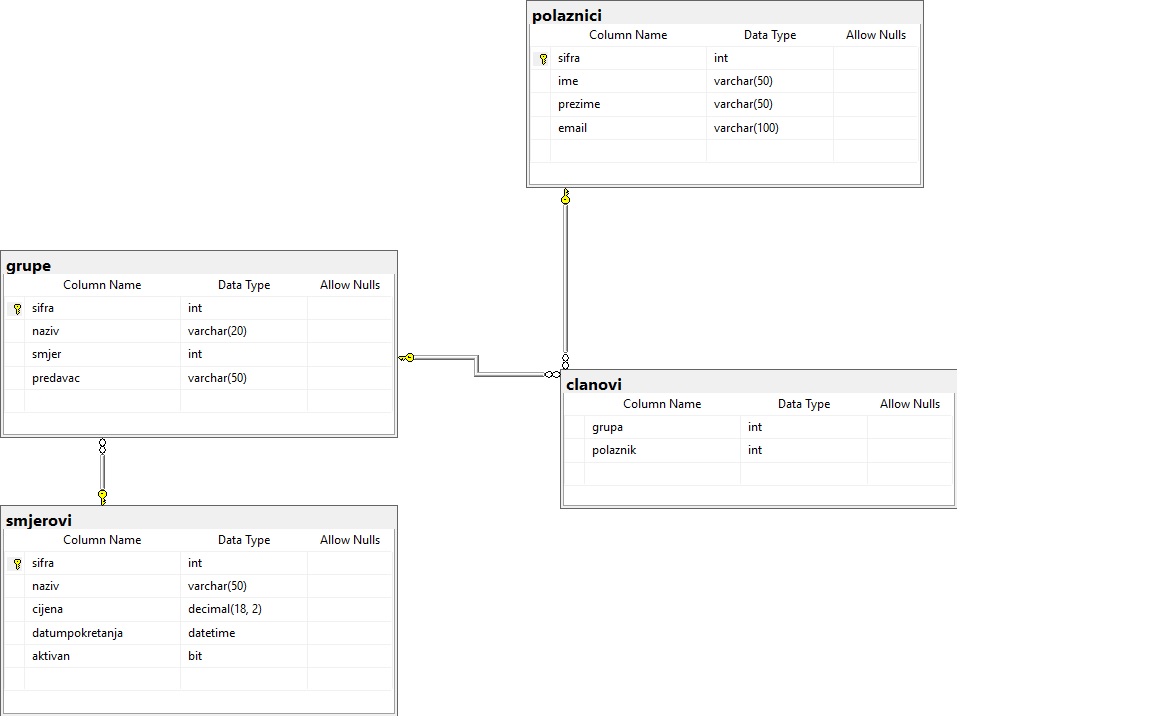 polaznici
Column Name Data Type Allow Nulls
sifra int
ime varchar(50)
prezime varchar(50)
email varchar(100)
grupe
Column Name Data Type Allow Nulls
sifra int
naziv varchar(20)
smjer int
predavac varchar(50)
clanovi
Column Name Data Type Allow Nulls
grupa int
polaznik int
smjerovi
Column Name Data Type Allow Nulls
sifra int
naziv varchar(50)
cijena decimal(18, 2)
datumpokretanja datetime
aktivan bit